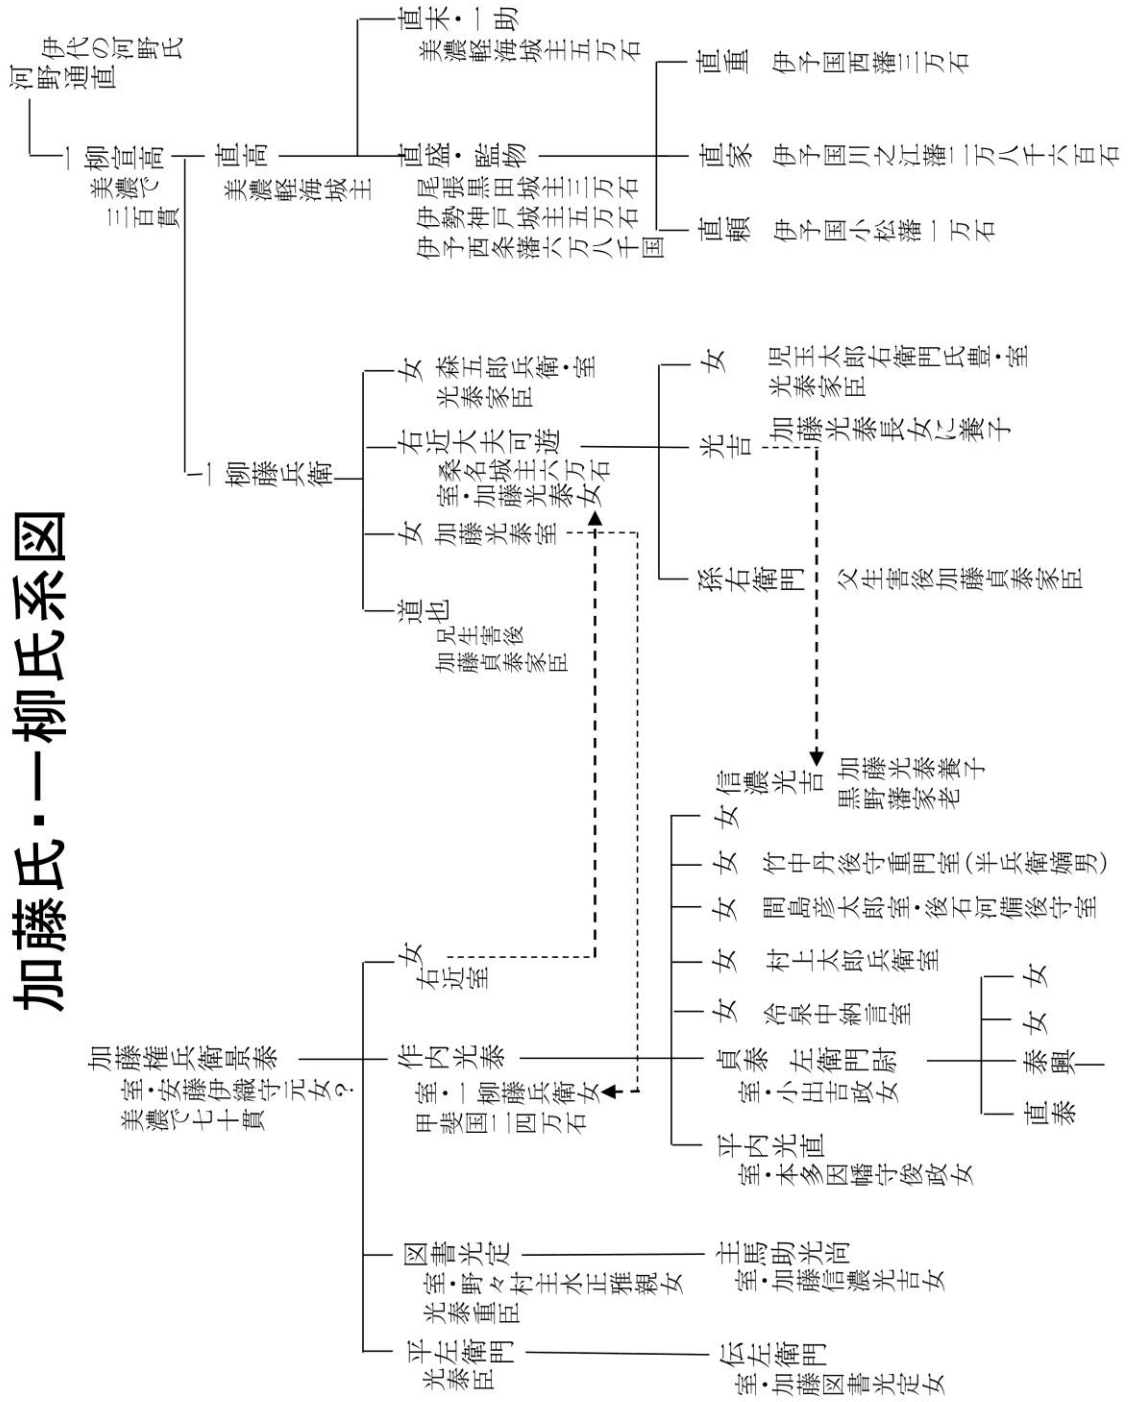 加藤氏・一柳氏系図
伊代の河野氏
河野通直
一柳宣高
美濃で
三百貫
直高
美濃軽海城主
直末・一助
美濃軽海城主五万石
直盛・監物
尾張黒田城主三万石
伊勢神戸城主五万石
伊予西条藩六万八千国
直重 伊予国西藩三万石
直家 伊予国川之江藩二万八千六百石
直頼 伊予国小松藩一万石
一柳藤兵衛
女 森五郎兵衛・室
光泰家臣
右近大夫可遊
桑名城主六万石
室・加藤光泰女
女 加藤光泰室
道也
兄生害後
加藤貞泰家臣
女 児玉太郎右衛門氏豊・室
光泰家臣
光吉 加藤光泰長女に養子
孫右衛門 父生害後加藤貞泰家臣
加藤権兵衛景泰
室・安藤伊織守元女?
美濃で七十貫
女
右近室
作内光泰
室・一柳藤兵衛女
甲斐国二四万石
図書光定
室・野々村主水正雅親女
光泰重臣
平左衛門
光泰臣
信濃光吉 加藤光泰養子
黒野藩家老
女
女 竹中丹後守重門室(半兵衛嫡男)
女 間島彦太郎室・後石河備後守室
女 村上太郎兵衛室
女 冷泉中納言室
貞泰 左衛門尉
室・小出吉政女
平内光直
室・本多因幡守俊政女
主馬助光尚
室・加藤信濃光吉女
伝左衛門
室・加藤図書光定女
女
女
泰興
直泰